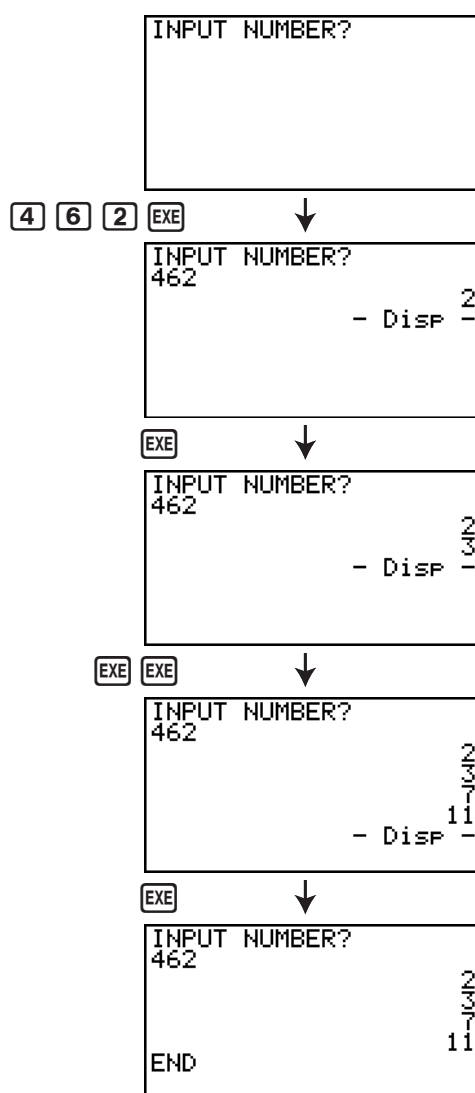 INPUT NUMBER?
4 6 2 EXE
INPUT NUMBER?
462
2
- Disp -
EXE
INPUT NUMBER?
462
2
3
- Disp -
EXE EXE
INPUT NUMBER?
462
2
3
7
11
- Disp -
EXE
INPUT NUMBER?
462
2
3
7
11
END